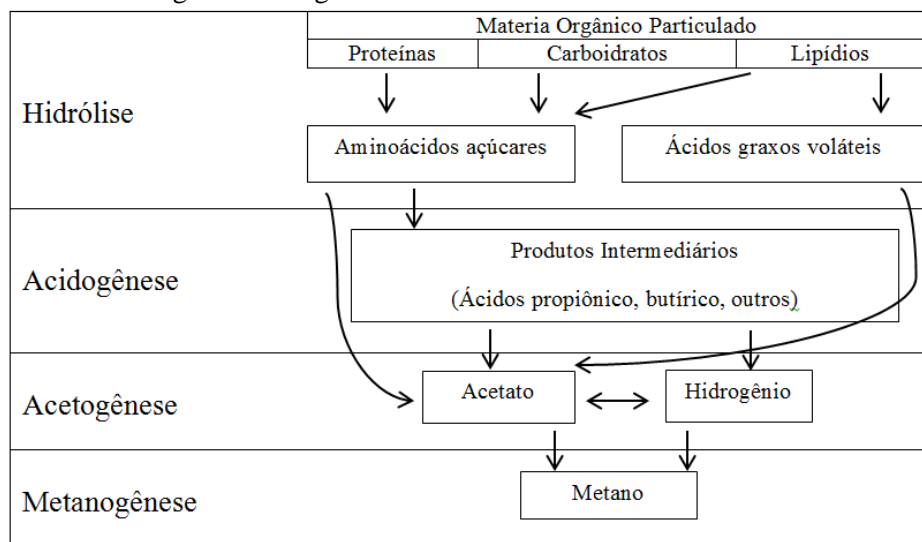 Materia Orgânico Particulado
Proteínas
Carboidratos
Lipídios
Hidrólise
Aminoácidos açúcares
Ácidos graxos voláteis
Produtos Intermediários
Acidogênese
(Ácidos propiônico, butírico, outros)
Acetogênese
Acetato
Hidrogênio
Metanogênese
Metano